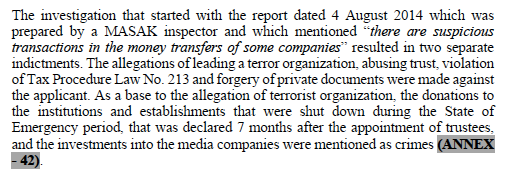 The investigation that started with the report dated 4 August 2014 which was
prepared by a MASAK inspector and which mentioned “there are suspicious
transactions in the money transfers of some companies” resulted in two separate
indictments. The allegations of leading a terror organization, abusing trust, violation
of Tax Procedure Law No. 213 and forgery of private documents were made against
the applicant. As a base to the allegation of terrorist organization, the donations to
the institutions and establishments that were shut down during the State of
Emergency period, that was declared 7 months after the appointment of trustees,
and the investments into the media companies were mentioned as crimes (ANNEX
- 42).